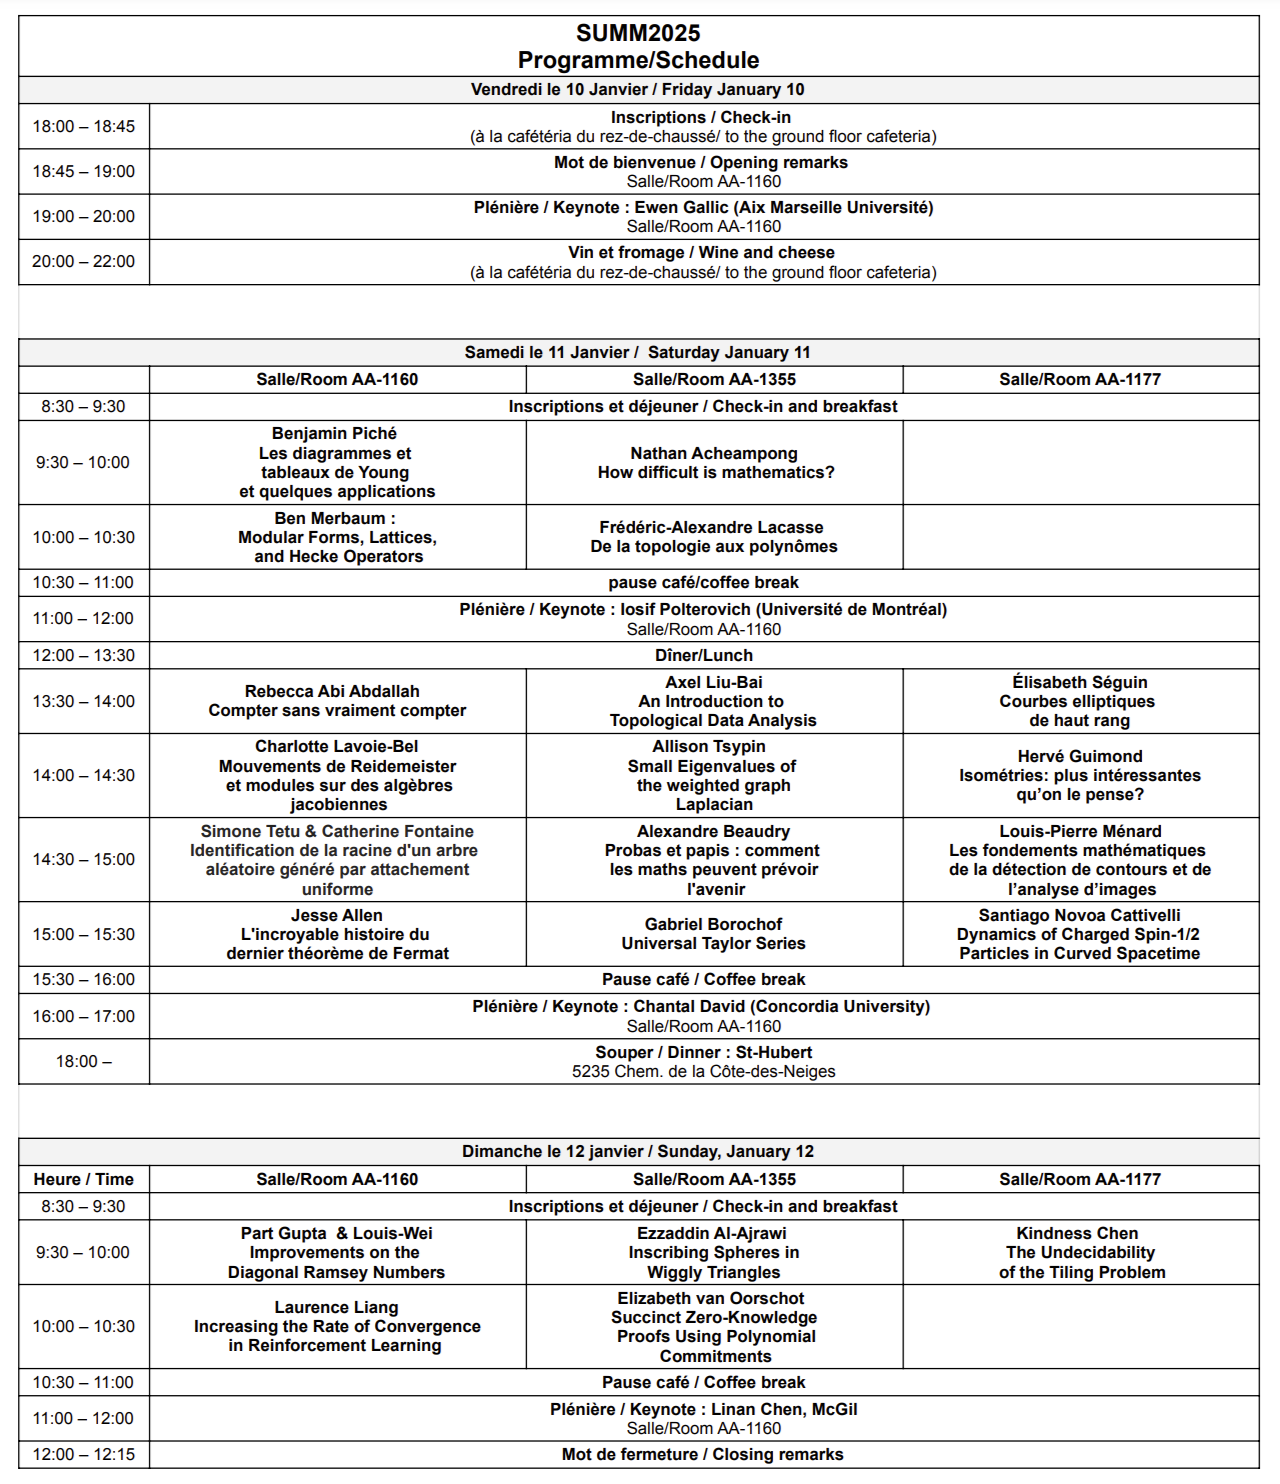 SUMM2025
Programme/Schedule
Vendredi le 10 Janvier / Friday January 10
18:00 – 18:45
Inscriptions / Check-in
(à la cafétéria du rez-de-chaussé/ to the ground floor cafeteria)
18:45 – 19:00
Mot de bienvenue / Opening remarks
Salle/Room AA-1160
19:00 – 20:00
Plénière / Keynote : Ewen Gallic (Aix Marseille Université)
Salle/Room AA-1160
20:00 – 22:00
Vin et fromage / Wine and cheese
(à la cafétéria du rez-de-chaussé/ to the ground floor cafeteria)
Samedi le 11 Janvier /  Saturday January 11
Salle/Room AA-1160
Salle/Room AA-1355
Salle/Room AA-1177
8:30 – 9:30
Inscriptions et déjeuner / Check-in and breakfast
9:30 – 10:00
Benjamin Piché
Les diagrammes et
tableaux de Young
et quelques applications
Nathan Acheampong
How difficult is mathematics?
10:00 – 10:30
Ben Merbaum :
Modular Forms, Lattices,
and Hecke Operators
Frédéric-Alexandre Lacasse
De la topologie aux polynômes
10:30 – 11:00
pause café/coffee break
11:00 – 12:00
Plénière / Keynote : Iosif Polterovich (Université de Montréal)
Salle/Room AA-1160
12:00 – 13:30
Dîner/Lunch
13:30 – 14:00
Rebecca Abi Abdallah
Compter sans vraiment compter
Axel Liu-Bai
An Introduction to
Topological Data Analysis
Élisabeth Séguin
Courbes elliptiques
de haut rang
14:00 – 14:30
Charlotte Lavoie-Bel
Mouvements de Reidemeister
et modules sur des algèbres
jacobiennes
Allison Tsypin
Small Eigenvalues of
the weighted graph
Laplacian
Hervé Guimond
Isométries: plus intéressantes
qu’on le pense?
14:30 – 15:00
Simone Tetu & Catherine Fontaine
Identification de la racine d'un arbre
aléatoire généré par attachement
uniforme
Alexandre Beaudry
Probas et papis : comment
les maths peuvent prévoir
l'avenir
Louis-Pierre Ménard
Les fondements mathématiques
de la détection de contours et de
l’analyse d’images
15:00 – 15:30
Jesse Allen
L'incroyable histoire du
dernier théorème de Fermat
Gabriel Borochof
Universal Taylor Series
Santiago Novoa Cattivelli
Dynamics of Charged Spin-1/2
Particles in Curved Spacetime
15:30 – 16:00
Pause café / Coffee break
16:00 – 17:00
Plénière / Keynote : Chantal David (Concordia University)
Salle/Room AA-1160
18:00 –
Souper / Dinner : St-Hubert
5235 Chem. de la Côte-des-Neiges
Dimanche le 12 janvier / Sunday, January 12
Heure / Time
Salle/Room AA-1160
Salle/Room AA-1355
Salle/Room AA-1177
8:30 – 9:30
Inscriptions et déjeuner / Check-in and breakfast
9:30 – 10:00
Part Gupta  & Louis-Wei
Improvements on the
Diagonal Ramsey Numbers
Ezzaddin Al-Ajrawi
Inscribing Spheres in
Wiggly Triangles
Kindness Chen
The Undecidability
of the Tiling Problem
10:00 – 10:30
Laurence Liang
Increasing the Rate of Convergence
in Reinforcement Learning
Elizabeth van Oorschot
Succinct Zero-Knowledge
Proofs Using Polynomial
Commitments
10:30 – 11:00
Pause café / Coffee break
11:00 – 12:00
Plénière / Keynote : Linan Chen, McGil
Salle/Room AA-1160
12:00 – 12:15
Mot de fermeture / Closing remarks